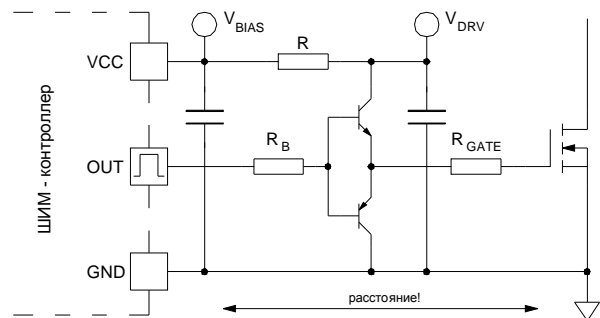 V_BIAS
V_DRV
VCC
R
ШИМ - контроллер
OUT
R_B
R_GATE
GND
расстояние!